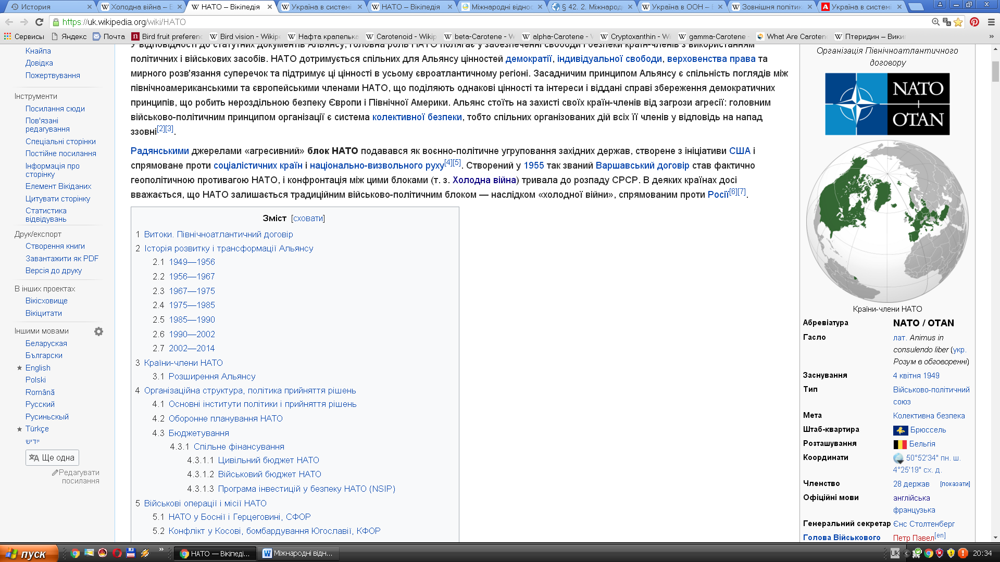 История
Холодна війна – В
НАТО – Вікіпедія
Україна в системі
НАТО – Вікіпедія
Міжнародні віднос
§ 42. 2. Міжнарод
Україна в ООН –
Зовнішня політик
Україна в системі
https://uk.wikipedia.org/wiki/НАТО
Сервисы
Яндекс
Почта
Bird fruit preferenc
Bird vision - Wikipe
Нафта крапелька
Carotenoid - Wikip
beta-Carotene - W
alpha-Carotene -
Cryptoxanthin - Wi
gamma-Carotene -
What Are Caroten
Птеридин – Вики
»
Кнайпа
Довідка
Пожертвування
Інструменти
Посилання сюди
Пов'язані
редагування
Спеціальні сторінки
Постійне посилання
Інформація про
сторінку
Елемент Вікіданих
Цитувати сторінку
Статистика
відвідувань
Друк/експорт
Створення книги
Завантажити як PDF
Версія до друку
В інших проектах
Вікісховище
Вікіцитати
Іншими мовами
Беларуская
Български
English
Polski
Română
Русский
Русиньскый
Türkçe
ייִדיש
Ще одна
Редагувати
посилання
У відповідності до статутних документів Альянсу, головна роль НАТО полягає у забезпеченні свободи і безпеки країн-членів з використанням
політичних і військових засобів. НАТО дотримується спільних для Альянсу цінностей демократії, індивідуальної свободи, верховенства права та
мирного розв'язання суперечок та підтримує ці цінності в усьому євроатлантичному регіоні. Засадничим принципом Альянсу є спільність поглядів між
північноамериканськими та європейськими членами НАТО, що поділяють однакові цінності та інтереси і віддані справі збереження демократичних
принципів, що робить нероздільною безпеку Європи і Північної Америки. Альянс стоїть на захисті своїх країн-членів від загрози агресії: головним
військово-політичним принципом організації є система колективної безпеки, тобто спільних організованих дій всіх її членів у відповідь на напад
ззовні[2][3].
Радянськими джерелами «агресивний» блок НАТО подавався як воєнно-політичне угруповання західних держав, створене з ініціативи США і
спрямоване проти соціалістичних країн і національно-визвольного руху[4][5]. Створений у 1955 так званий Варшавський договір став фактично
геополітичною противагою НАТО, і конфронтація між цими блоками (т. з. Холодна війна) тривала до розпаду СРСР. В деяких країнах досі
вважається, що НАТО залишається традиційним військово-політичним блоком — наслідком «холодної війни», спрямованим проти Росії[6][7].
Зміст [сховати]
1 Витоки. Північноатлантичний договір
2 Історія розвитку і трансформації Альянсу
2.1 1949—1956
2.2 1956—1967
2.3 1967—1975
2.4 1975—1985
2.5 1985—1990
2.6 1990—2002
2.7 2002—2014
3 Країни-члени НАТО
3.1 Розширення Альянсу
4 Організаційна структура, політика прийняття рішень
4.1 Основні інститути політики і прийняття рішень
4.2 Оборонне планування НАТО
4.3 Бюджетування
4.3.1 Спільне фінансування
4.3.1.1 Цивільний бюджет НАТО
4.3.1.2 Військовий бюджет НАТО
4.3.1.3 Програма інвестицій у безпеку НАТО (NSIP)
5 Військові операції і місії НАТО
5.1 НАТО у Боснії і Герцеговині, СФОР
5.2 Конфлікт у Косові, бомбардування Югославії, КФОР
Організація Північноатлантичного
договору
NATO
OTAN
Країни-члени НАТО
Абревіатура NATO / OTAN
Гасло лат. Animus in
consulendo liber (укр.
Розум в обговоренні)
Заснування 4 квітня 1949
Тип Військово-політичний
союз
Мета Колективна безпека
Штаб-квартира Брюссель
Розташування Бельгія
Координати 50°52′34″ пн. ш.
4°25′19″ сх. д.
Членство 28 держав [показати]
Офіційні мови англійська
французька
Генеральний секретар Єнс Столтенберг
Голова Військового Петр Павел[en]
пуск
»
НАТО — Вікіпеді...
Міжнародні відн...
UK
20:34